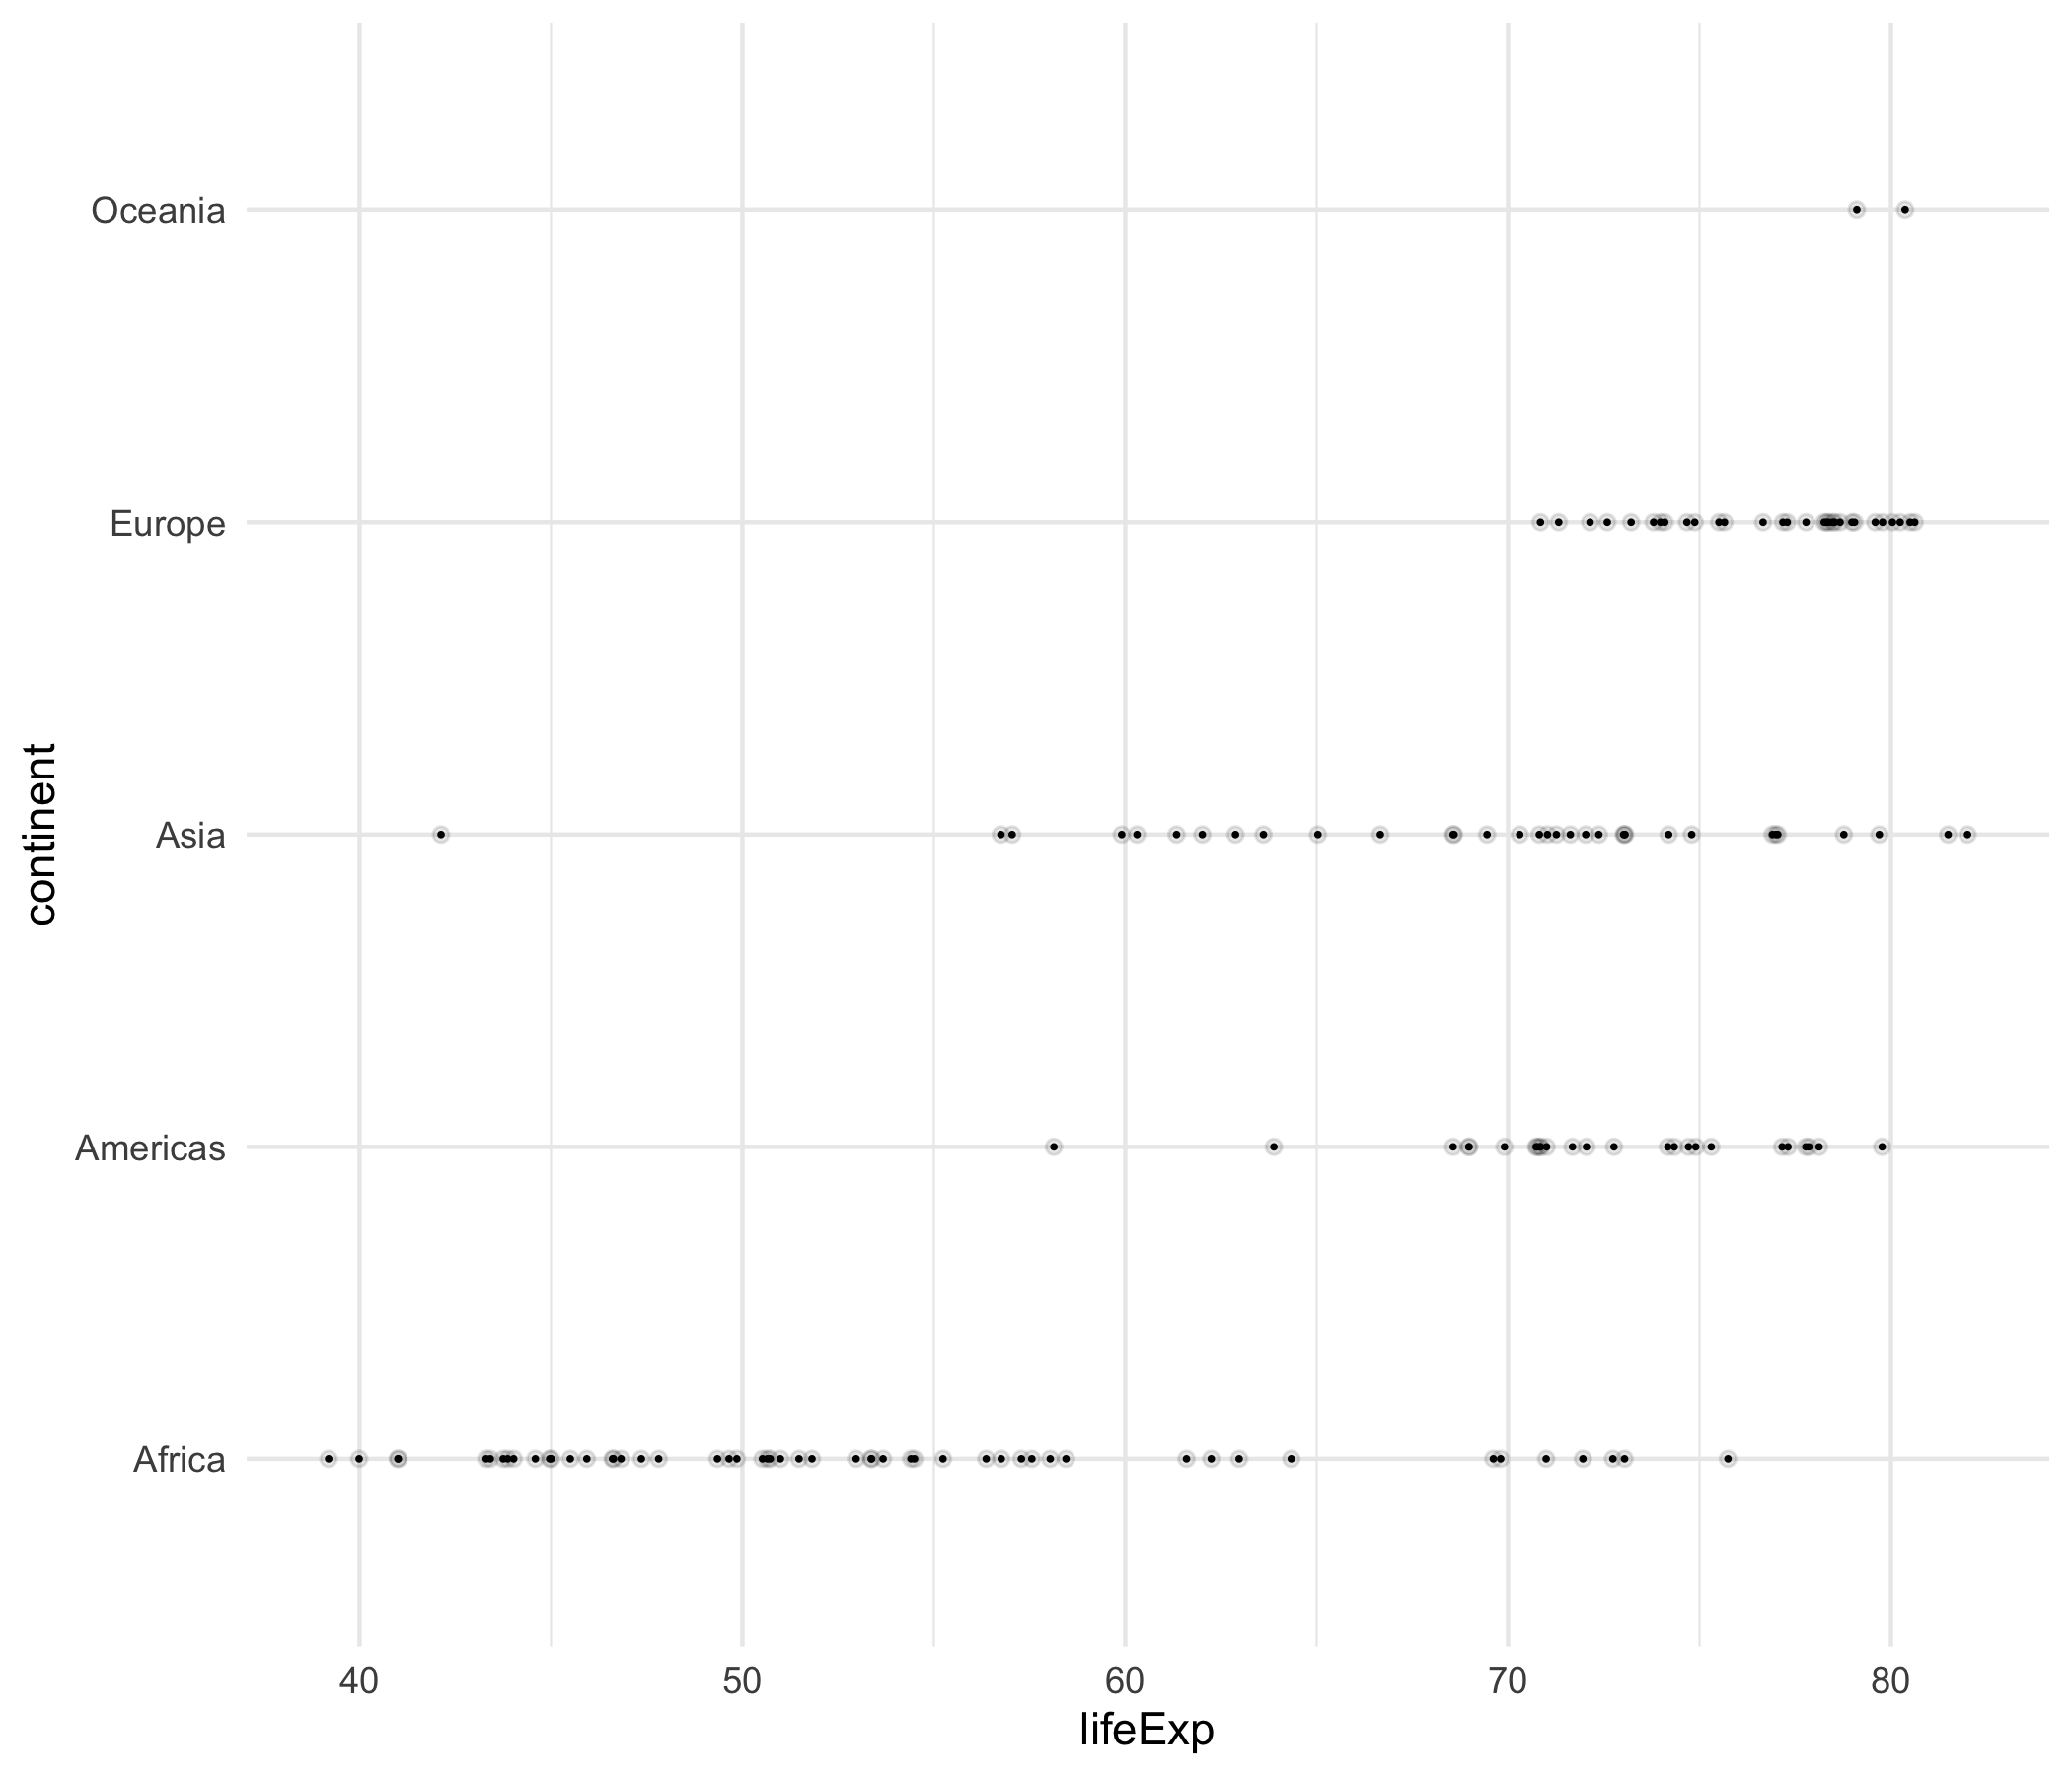 Oceania
Europe
Asia
Americas
Africa
continent
40 50 60 70 80
lifeExp